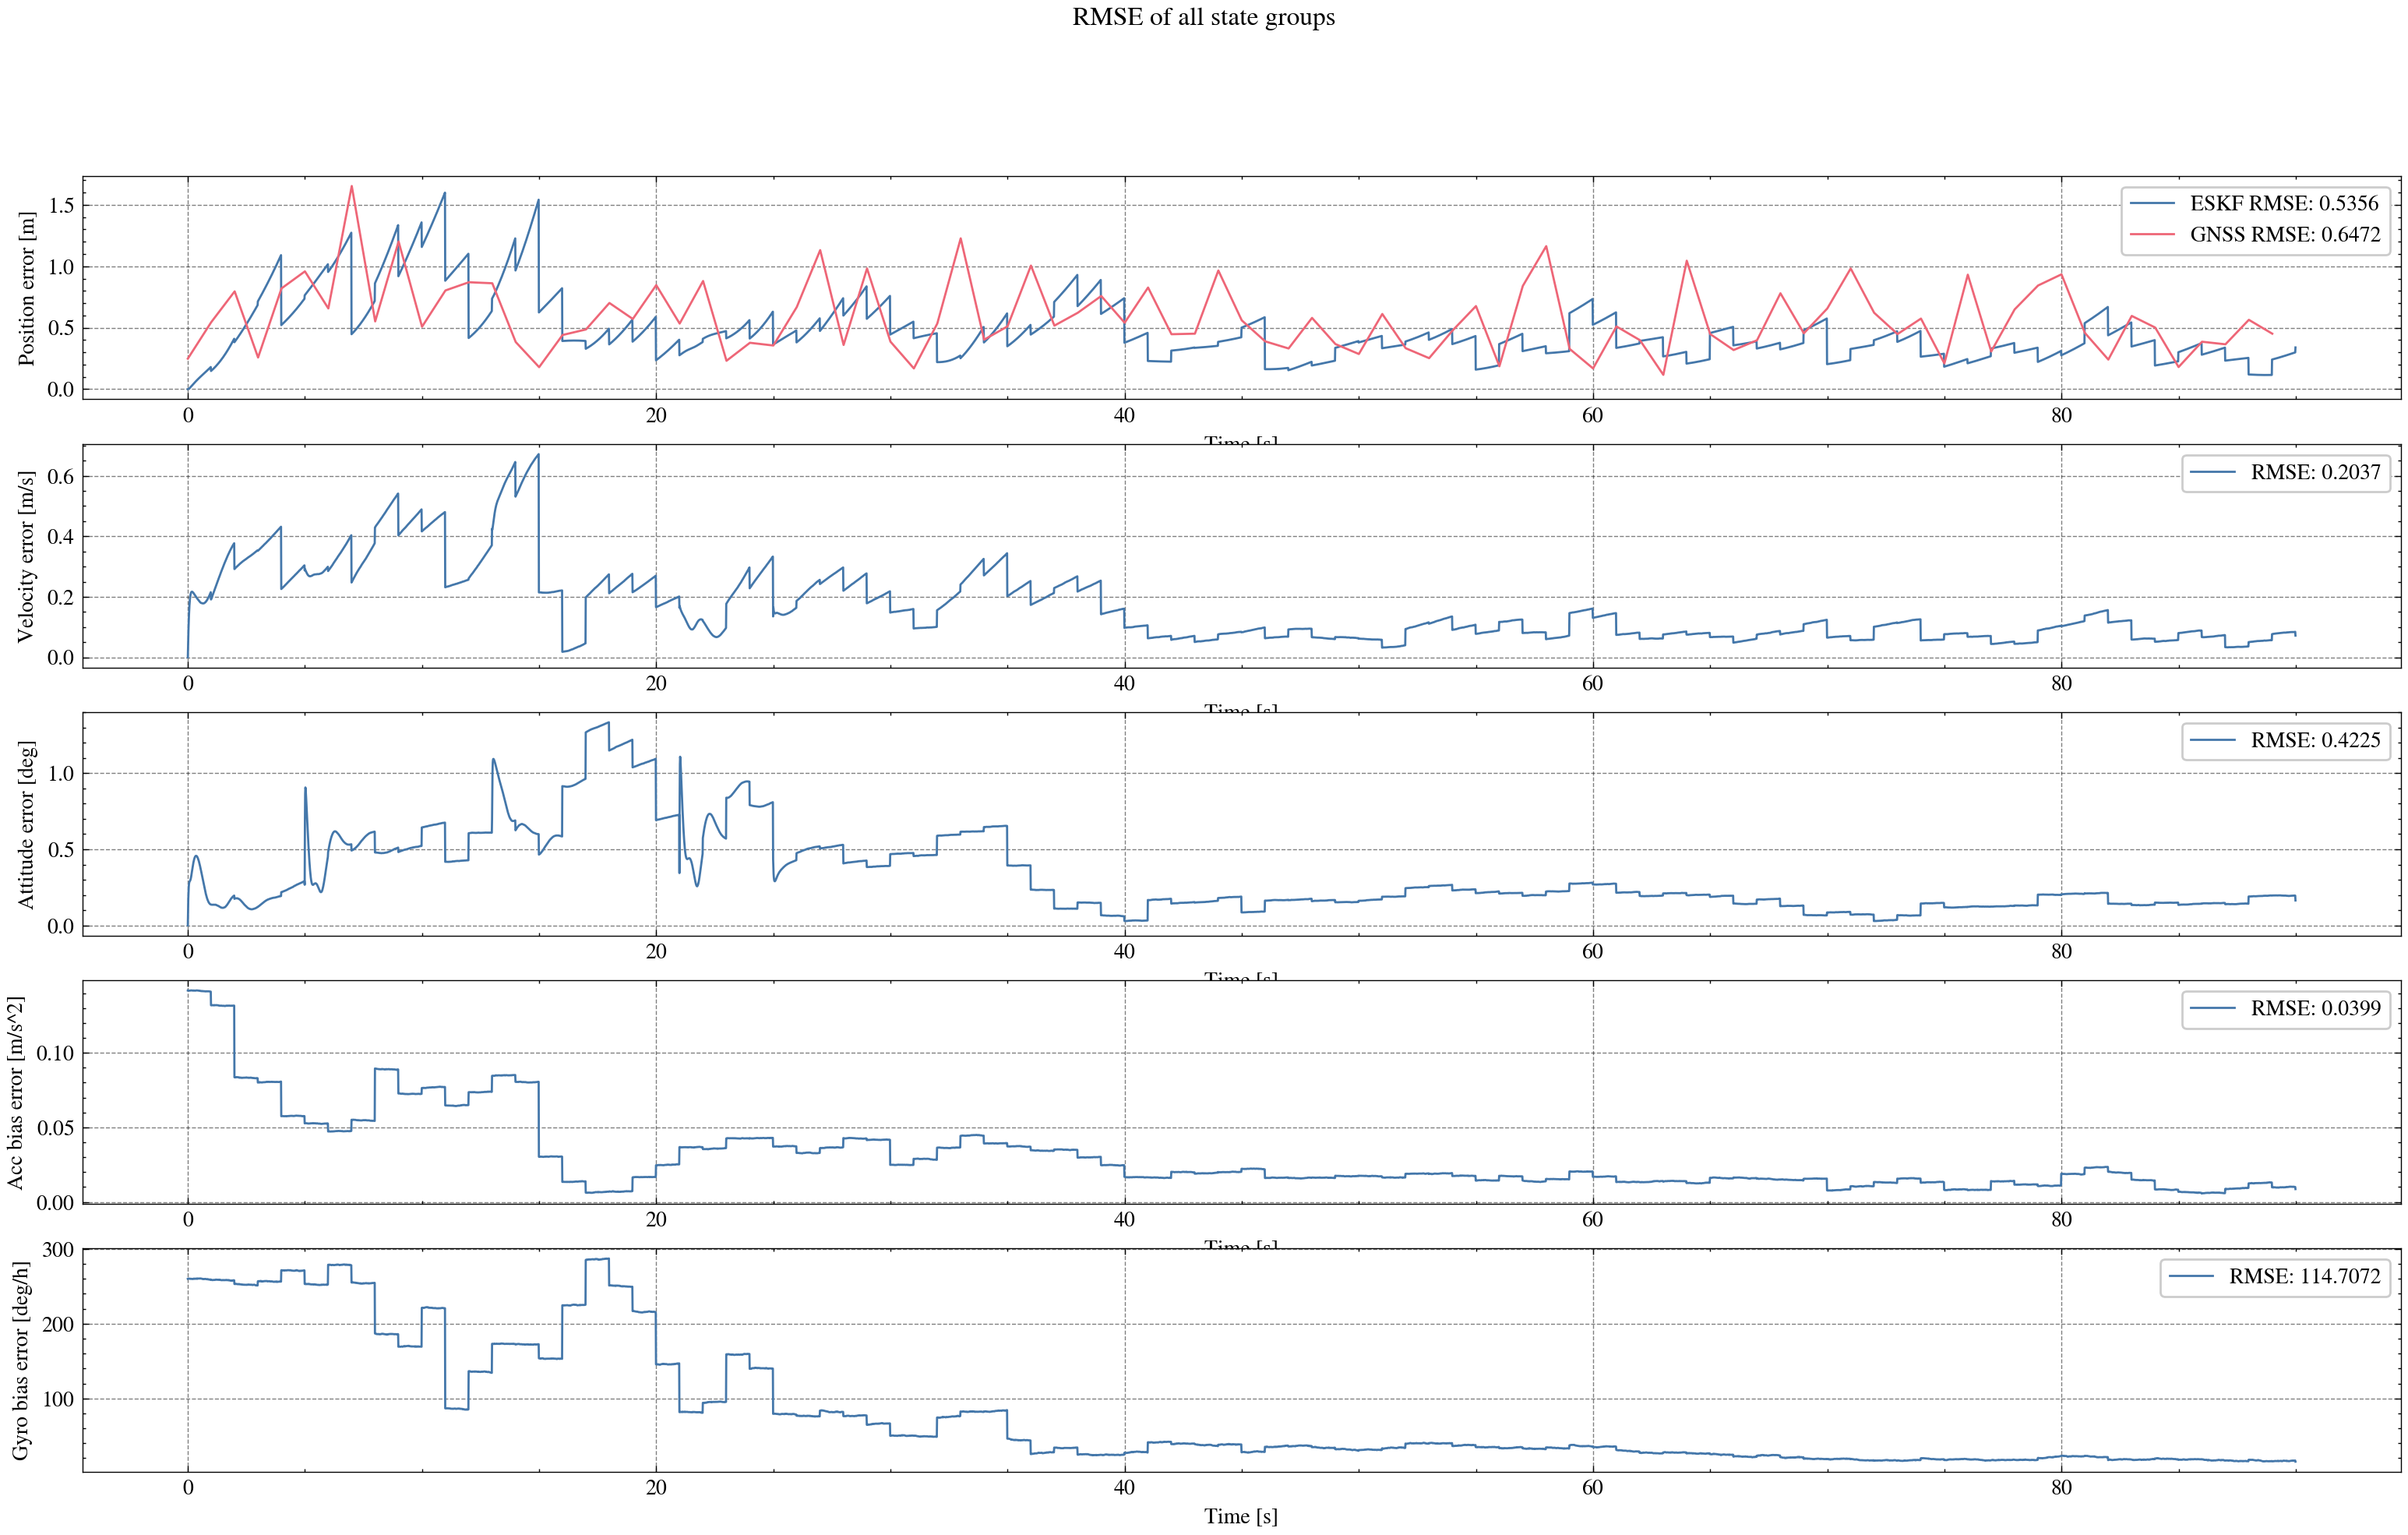 RMSE of all state groups
Position error [m]
1.5
1.0
0.5
0.0
ESKF RMSE: 0.5356
GNSS RMSE: 0.6472
0 20 40 60 80
Time [s]
Velocity error [m/s]
0.6
0.4
0.2
0.0
RMSE: 0.2037
0 20 40 60 80
Time [s]
Attitude error [deg]
1.0
0.5
0.0
RMSE: 0.4225
0 20 40 60 80
Time [s]
Acc bias error [m/s^2]
0.10
0.05
0.00
RMSE: 0.0399
0 20 40 60 80
Time [s]
Gyro bias error [deg/h]
300
200
100
RMSE: 114.7072
0 20 40 60 80
Time [s]